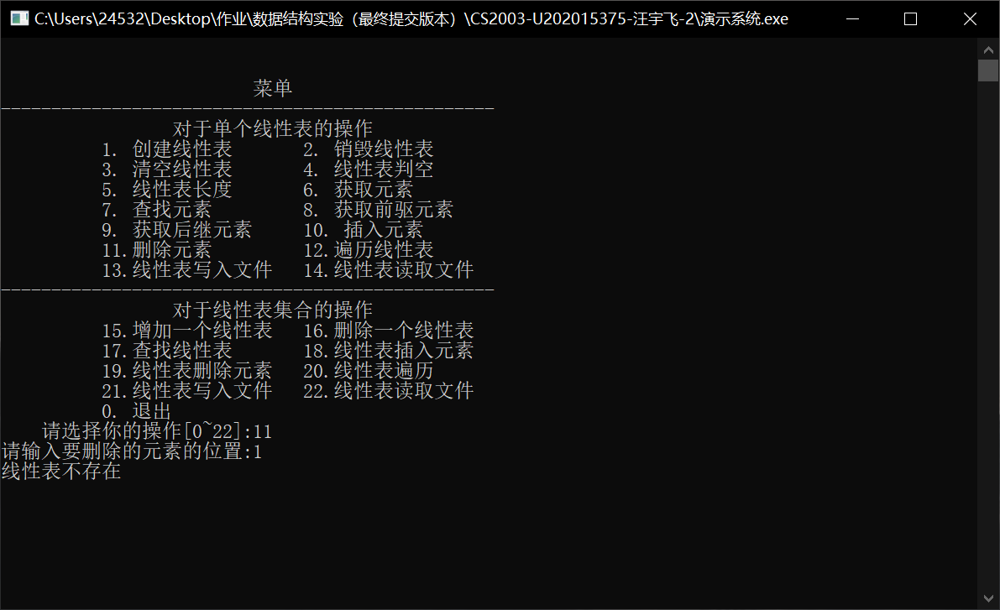 C:\Users\24532\Desktop\作业\数据结构实验（最终提交版本）\CS2003-U202015375-汪宇飞-2\演示系统.exe
菜单
-------------------------------------------------
对于单个线性表的操作
1. 创建线性表 2. 销毁线性表
3. 清空线性表 4. 线性表判空
5. 线性表长度 6. 获取元素
7. 查找元素 8. 获取前驱元素
9. 获取后继元素 10. 插入元素
11.删除元素 12.遍历线性表
13.线性表写入文件 14.线性表读取文件
-------------------------------------------------
对于线性表集合的操作
15.增加一个线性表 16.删除一个线性表
17.查找线性表 18.线性表插入元素
19.线性表删除元素 20.线性表遍历
21.线性表写入文件 22.线性表读取文件
0. 退出
请选择你的操作[0~22]:11
请输入要删除的元素的位置:1
线性表不存在